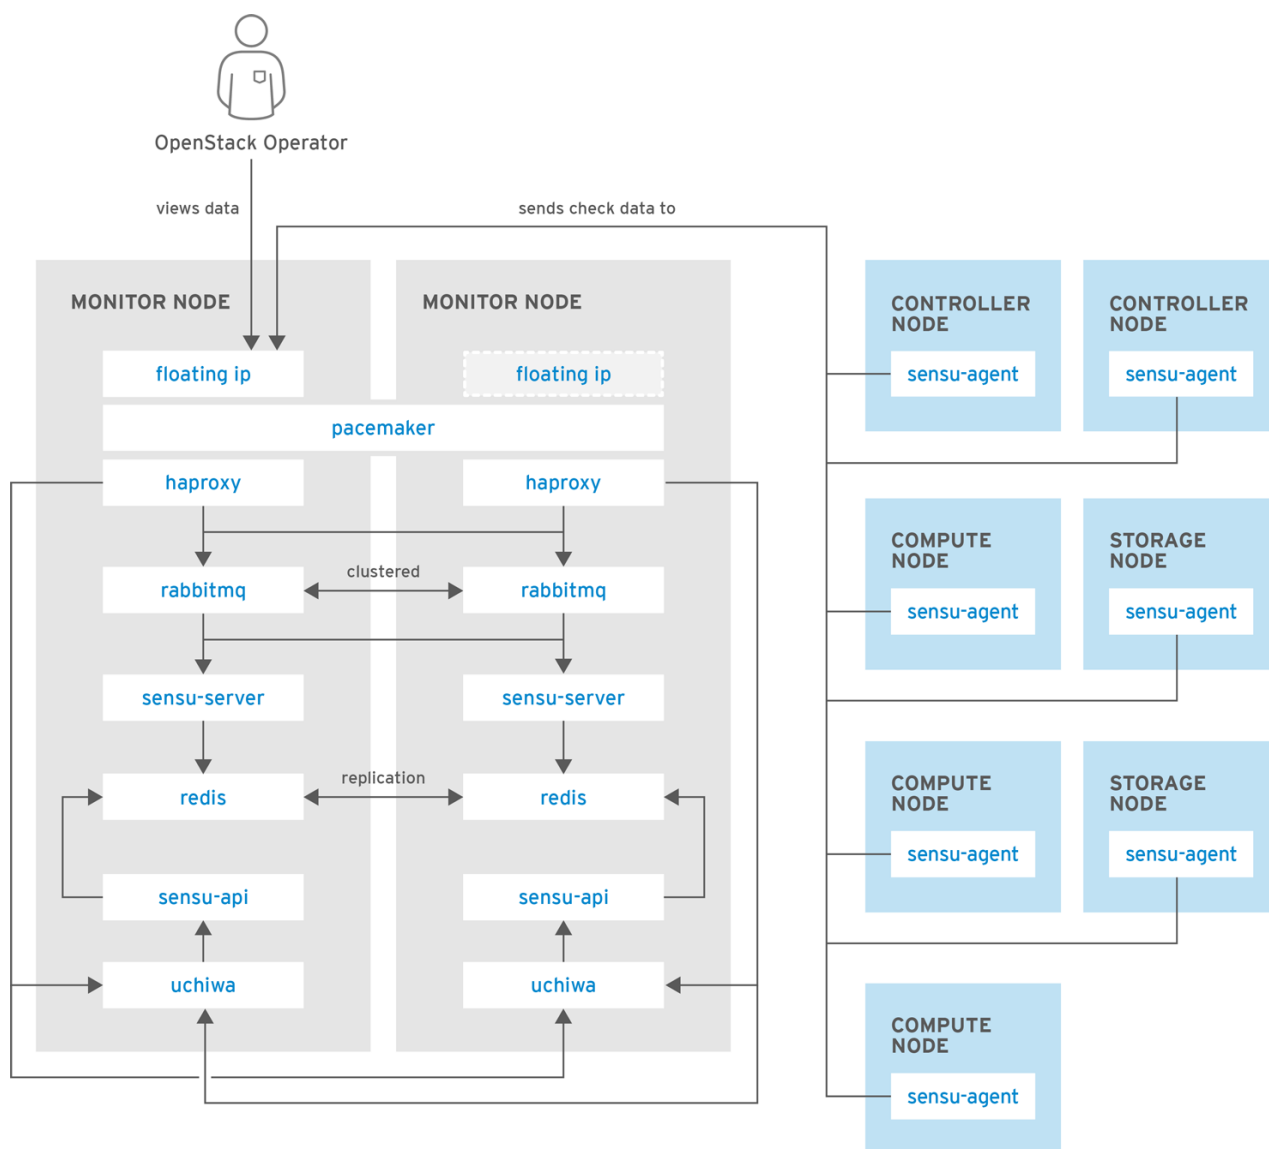 OpenStack Operator
views data
sends check data to
MONITOR NODE
MONITOR NODE
floating ip
floating ip
pacemaker
haproxy
haproxy
clustered
rabbitmq
rabbitmq
sensu-server
sensu-server
replication
redis
redis
sensu-api
sensu-api
uchiwa
uchiwa
CONTROLLER
NODE
sensu-agent
CONTROLLER
NODE
sensu-agent
COMPUTE
NODE
sensu-agent
STORAGE
NODE
sensu-agent
COMPUTE
NODE
sensu-agent
STORAGE
NODE
sensu-agent
COMPUTE
NODE
sensu-agent